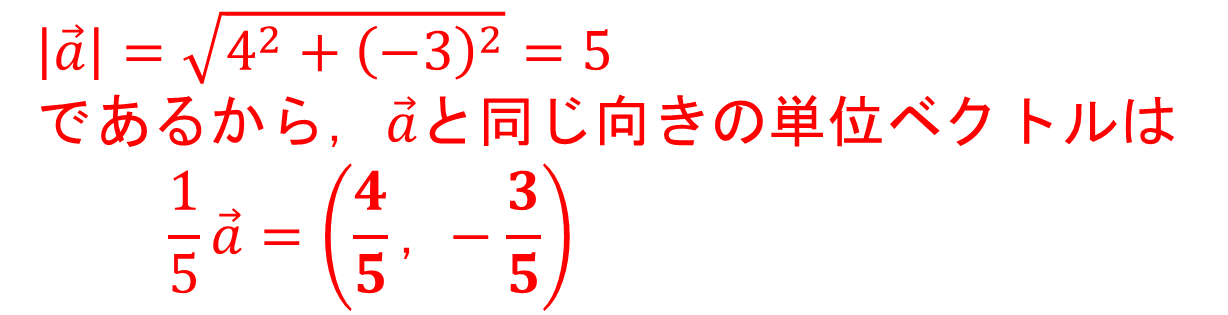 |a⃗| = √(4² + (−3)²) = 5
であるから, a⃗と同じ向きの単位ベクトルは
1/5 a⃗ = (4/5, −3/5)